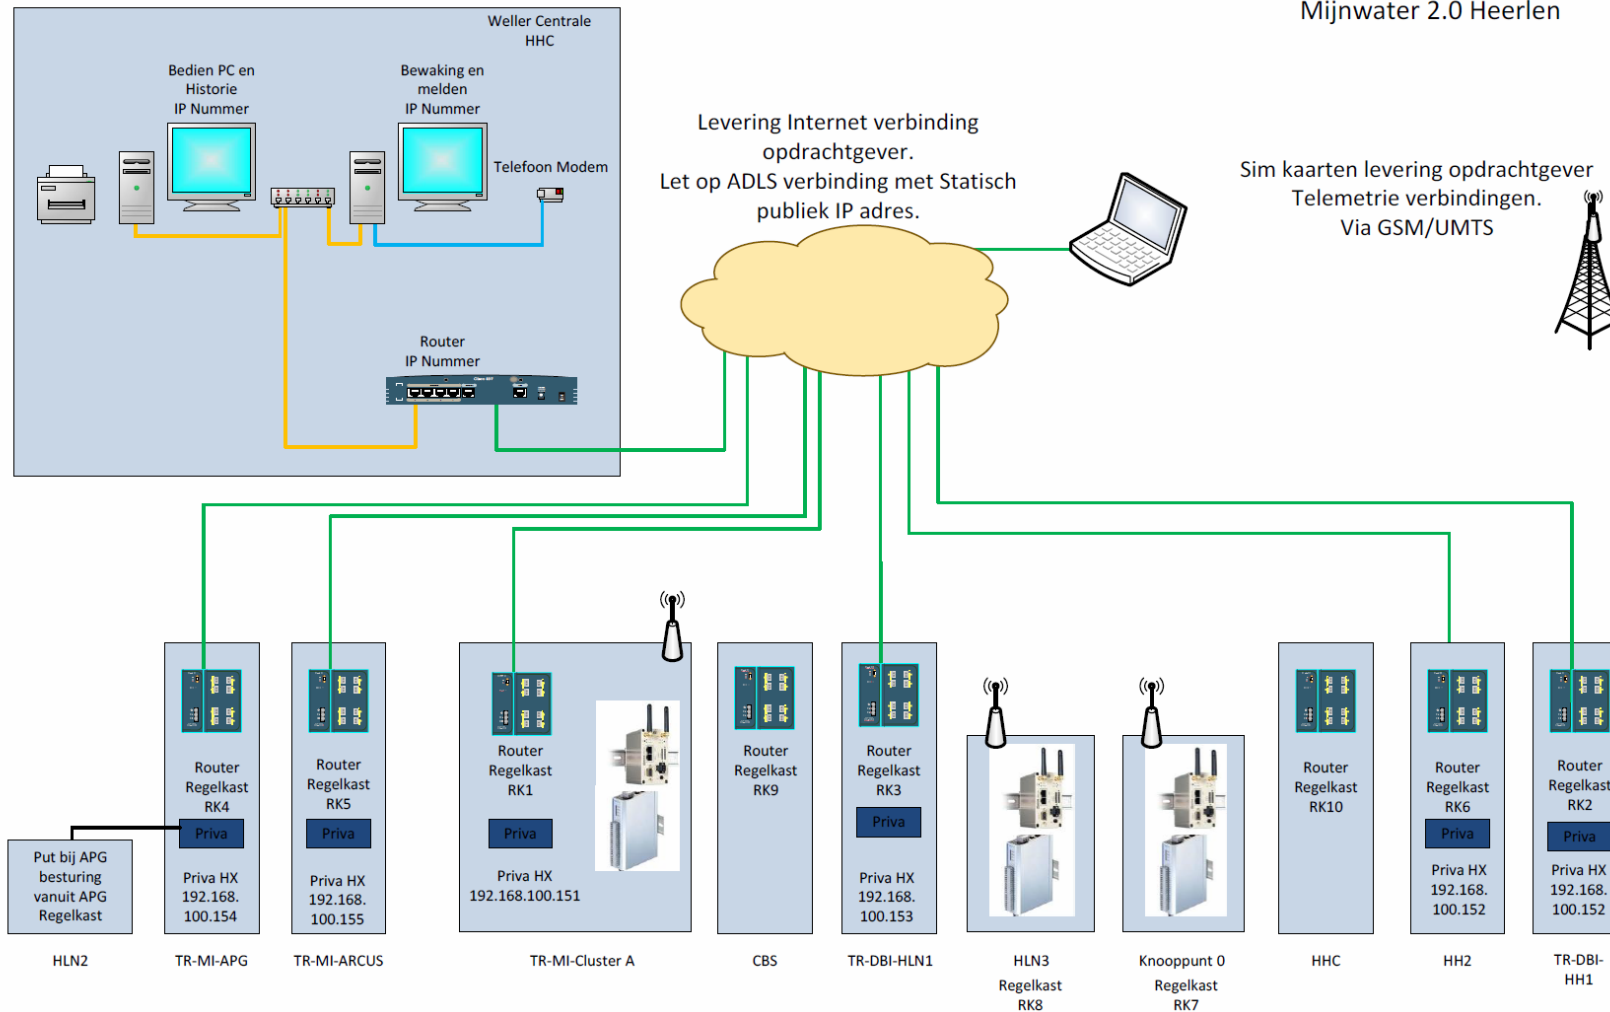 Mijnwater 2.0 Heerlen
Weller Centrale
HHC
Bedien PC en
Historie
IP Nummer
Bewaking en
melden
IP Nummer
Telefoon Modem
Router
IP Nummer
Levering Internet verbinding
opdrachtgever.
Let op ADLS verbinding met Statisch
publiek IP adres.
Sim kaarten levering opdrachtgever
Telemetrie verbindingen.
Via GSM/UMTS
Put bij APG
besturing
vanuit APG
Regelkast
HLN2
Router
Regelkast
RK4
Priva
Priva HX
192.168.
100.154
TR-MI-APG
Router
Regelkast
RK5
Priva
Priva HX
192.168.
100.155
TR-MI-ARCUS
Router
Regelkast
RK1
Priva
Priva HX
192.168.100.151
TR-MI-Cluster A
Router
Regelkast
RK9
CBS
Router
Regelkast
RK3
Priva
Priva HX
192.168.
100.153
TR-DBI-HLN1
HLN3
Regelkast
RK8
Knooppunt 0
Regelkast
RK7
Router
Regelkast
RK10
HHC
Router
Regelkast
RK6
Priva
Priva HX
192.168.
100.152
HH2
Router
Regelkast
RK2
Priva
Priva HX
192.168.
100.152
TR-DBI-
HH1